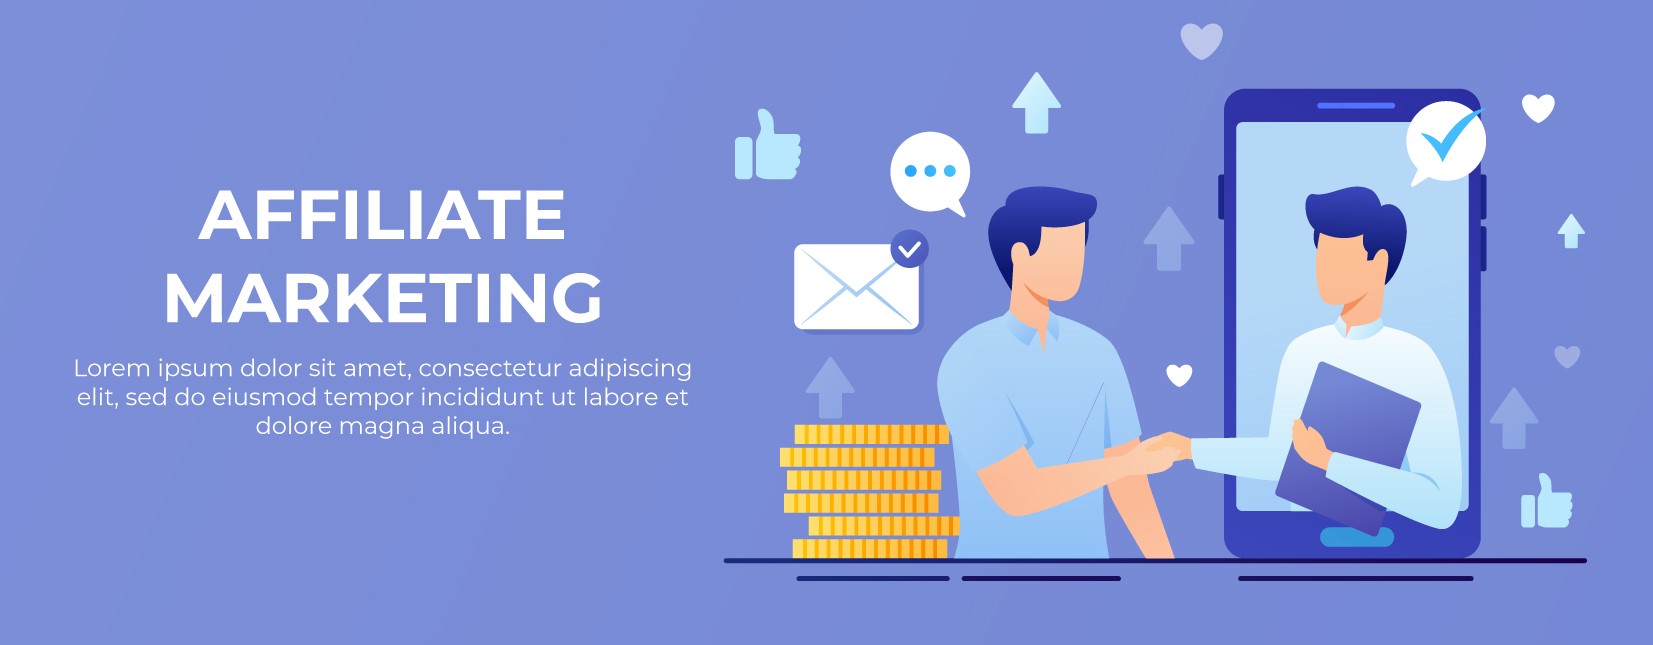 AFFILIATE
MARKETING
Lorem ipsum dolor sit amet, consectetur adipiscing
elit, sed do eiusmod tempor incididunt ut labore et
dolore magna aliqua.